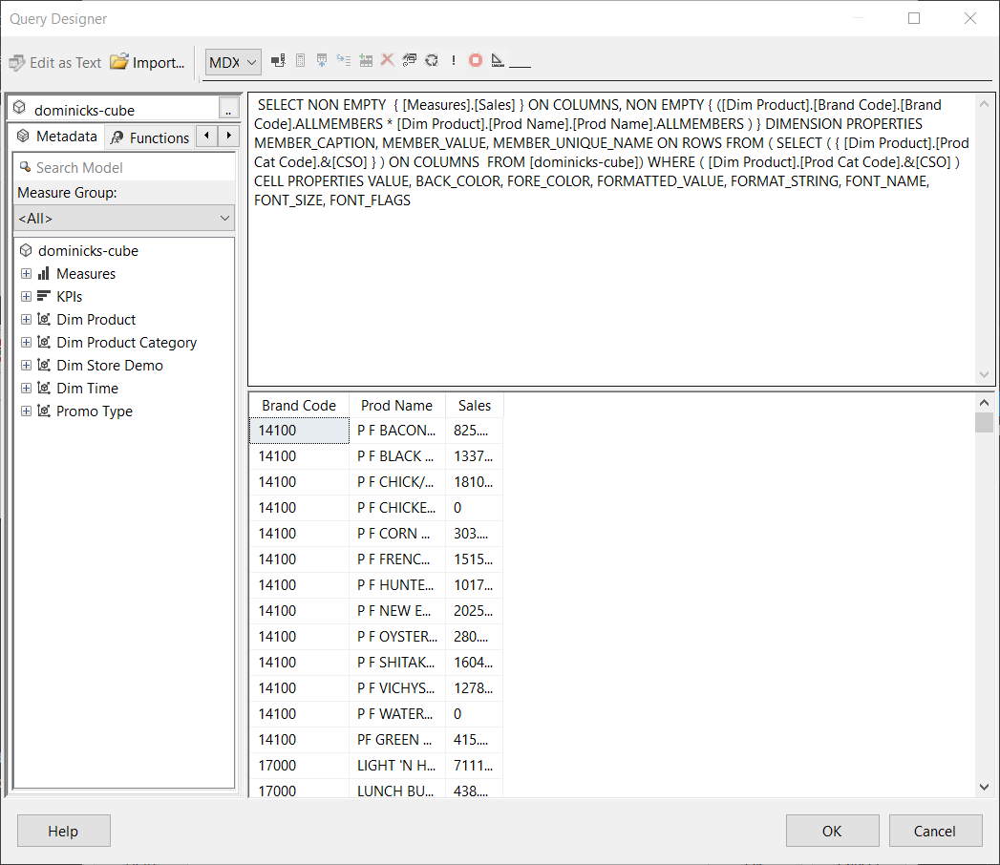 Query Designer
Edit as Text Import... MDX !
dominicks-cube ..
Metadata Functions
Search Model
Measure Group:
<All>
dominicks-cube
Measures
KPIs
Dim Product
Dim Product Category
Dim Store Demo
Dim Time
Promo Type
SELECT NON EMPTY { [Measures].[Sales] } ON COLUMNS, NON EMPTY { ([Dim Product].[Brand Code].[Brand
Code].ALLMEMBERS * [Dim Product].[Prod Name].[Prod Name].ALLMEMBERS ) } DIMENSION PROPERTIES
MEMBER_CAPTION, MEMBER_VALUE, MEMBER_UNIQUE_NAME ON ROWS FROM ( SELECT ( { [Dim Product].[Prod
Cat Code].&[CSO] } ) ON COLUMNS FROM [dominicks-cube]) WHERE ( [Dim Product].[Prod Cat Code].&[CSO] )
CELL PROPERTIES VALUE, BACK_COLOR, FORE_COLOR, FORMATTED_VALUE, FORMAT_STRING, FONT_NAME,
FONT_SIZE, FONT_FLAGS
Brand Code Prod Name Sales
14100 P F BACON... 825....
14100 P F BLACK ... 1337...
14100 P F CHICK/... 1810...
14100 P F CHICKE... 0
14100 P F CORN ... 303....
14100 P F FRENC... 1515...
14100 P F HUNTE... 1017...
14100 P F NEW E... 2025...
14100 P F OYSTER... 280....
14100 P F SHITAK... 1604...
14100 P F VICHYS... 1278...
14100 P F WATER... 0
14100 PF GREEN ... 415....
17000 LIGHT 'N H... 7111...
17000 LUNCH BU... 438....
Help OK Cancel